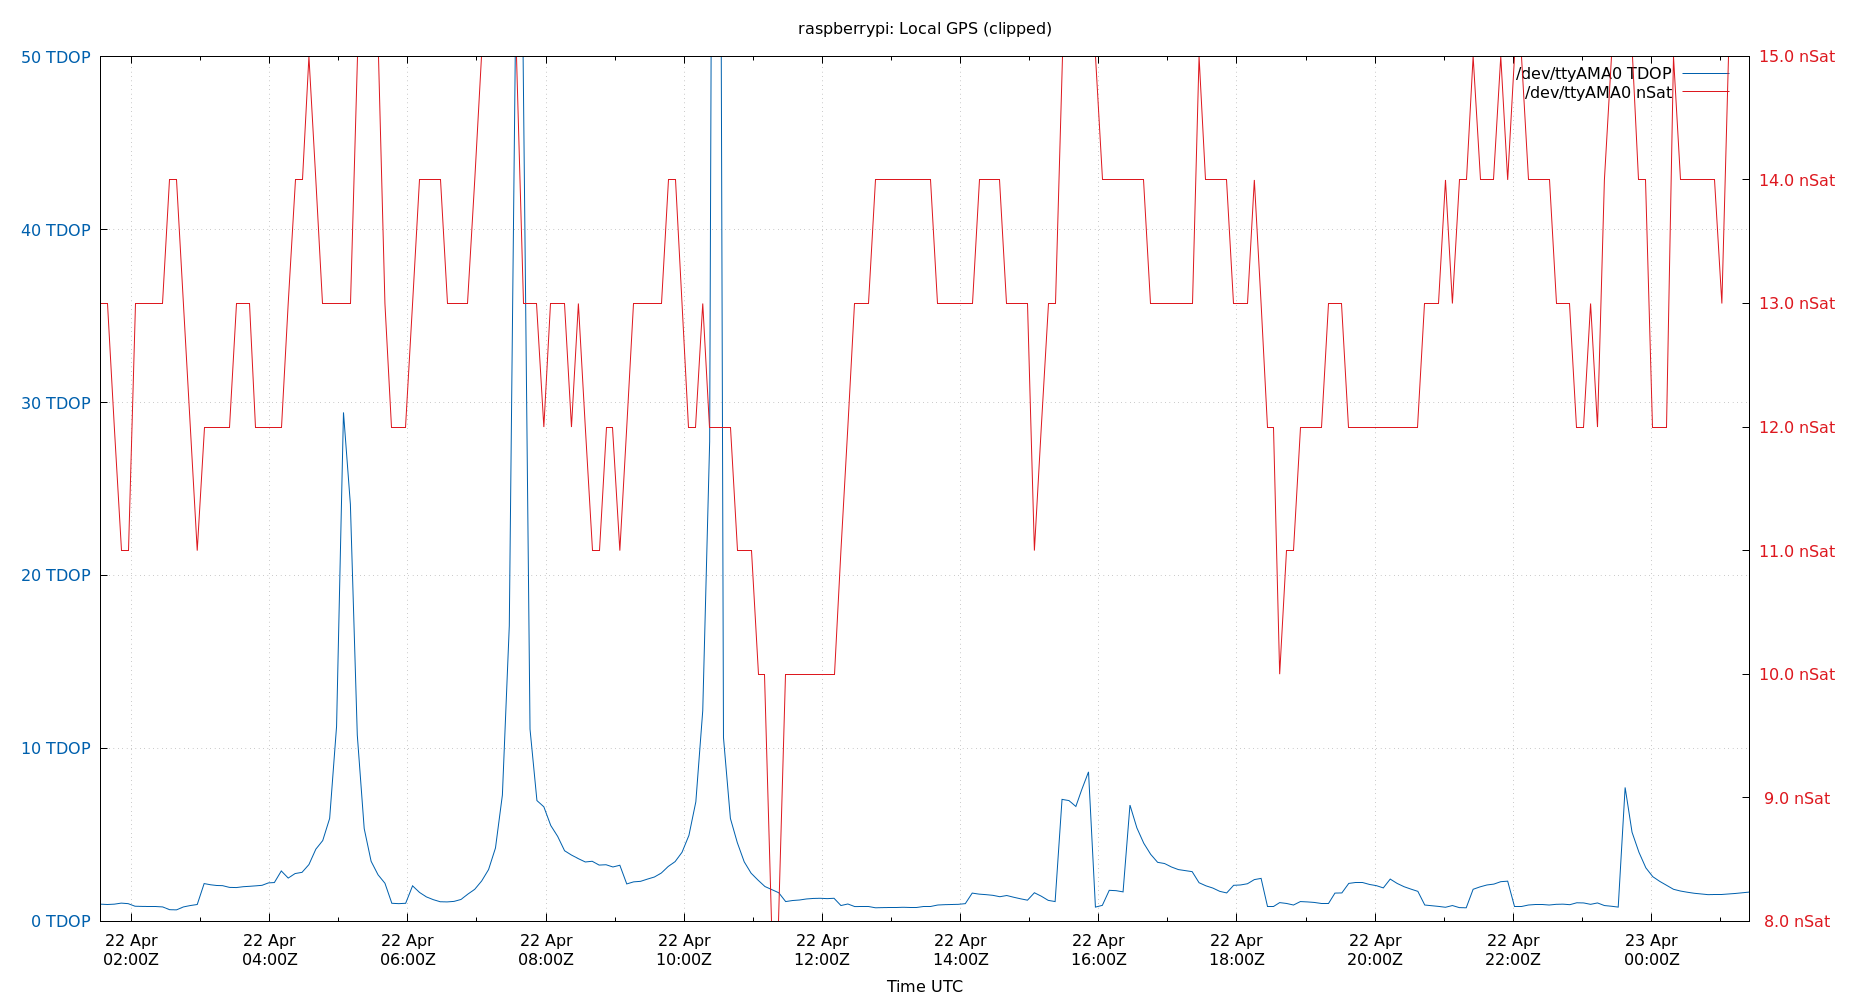 raspberrypi: Local GPS (clipped)
50 TDOP
40 TDOP
30 TDOP
20 TDOP
10 TDOP
0 TDOP
15.0 nSat
14.0 nSat
13.0 nSat
12.0 nSat
11.0 nSat
10.0 nSat
9.0 nSat
8.0 nSat
/dev/ttyAMA0 TDOP
/dev/ttyAMA0 nSat
22 Apr
02:00Z
22 Apr
04:00Z
22 Apr
06:00Z
22 Apr
08:00Z
22 Apr
10:00Z
22 Apr
12:00Z
22 Apr
14:00Z
22 Apr
16:00Z
22 Apr
18:00Z
22 Apr
20:00Z
22 Apr
22:00Z
23 Apr
00:00Z
Time UTC